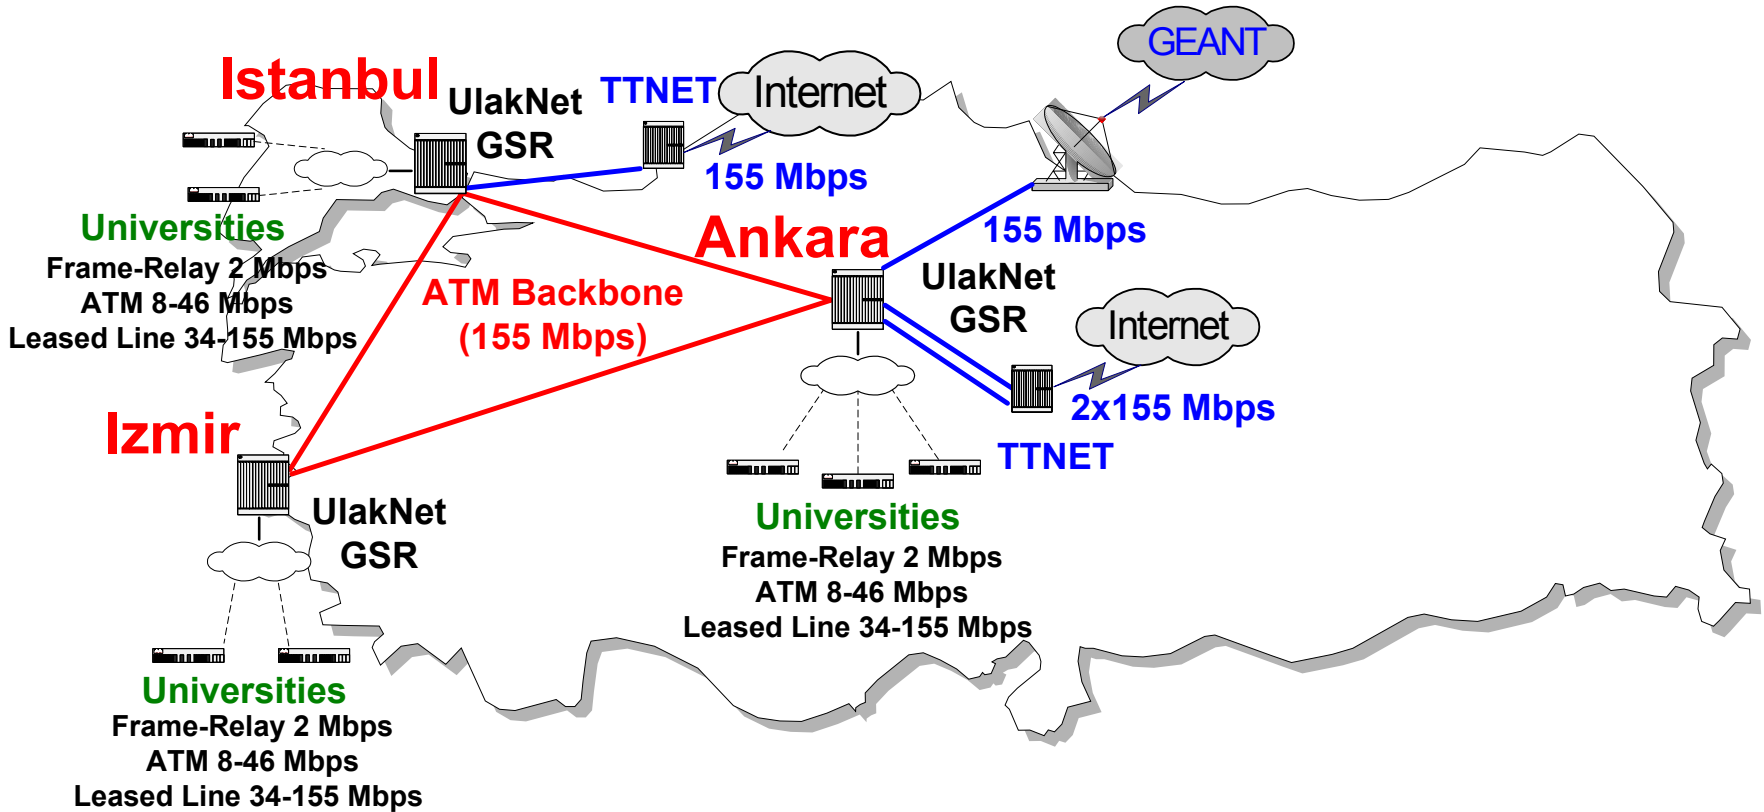 GEANT
Istanbul
UlakNet
GSR
TTNET
Internet
155 Mbps
Universities
Frame-Relay 2 Mbps
ATM 8-46 Mbps
Leased Line 34-155 Mbps
Ankara
155 Mbps
UlakNet
GSR
ATM Backbone
(155 Mbps)
Internet
2x155 Mbps
TTNET
Izmir
UlakNet
GSR
Universities
Frame-Relay 2 Mbps
ATM 8-46 Mbps
Leased Line 34-155 Mbps
Universities
Frame-Relay 2 Mbps
ATM 8-46 Mbps
Leased Line 34-155 Mbps